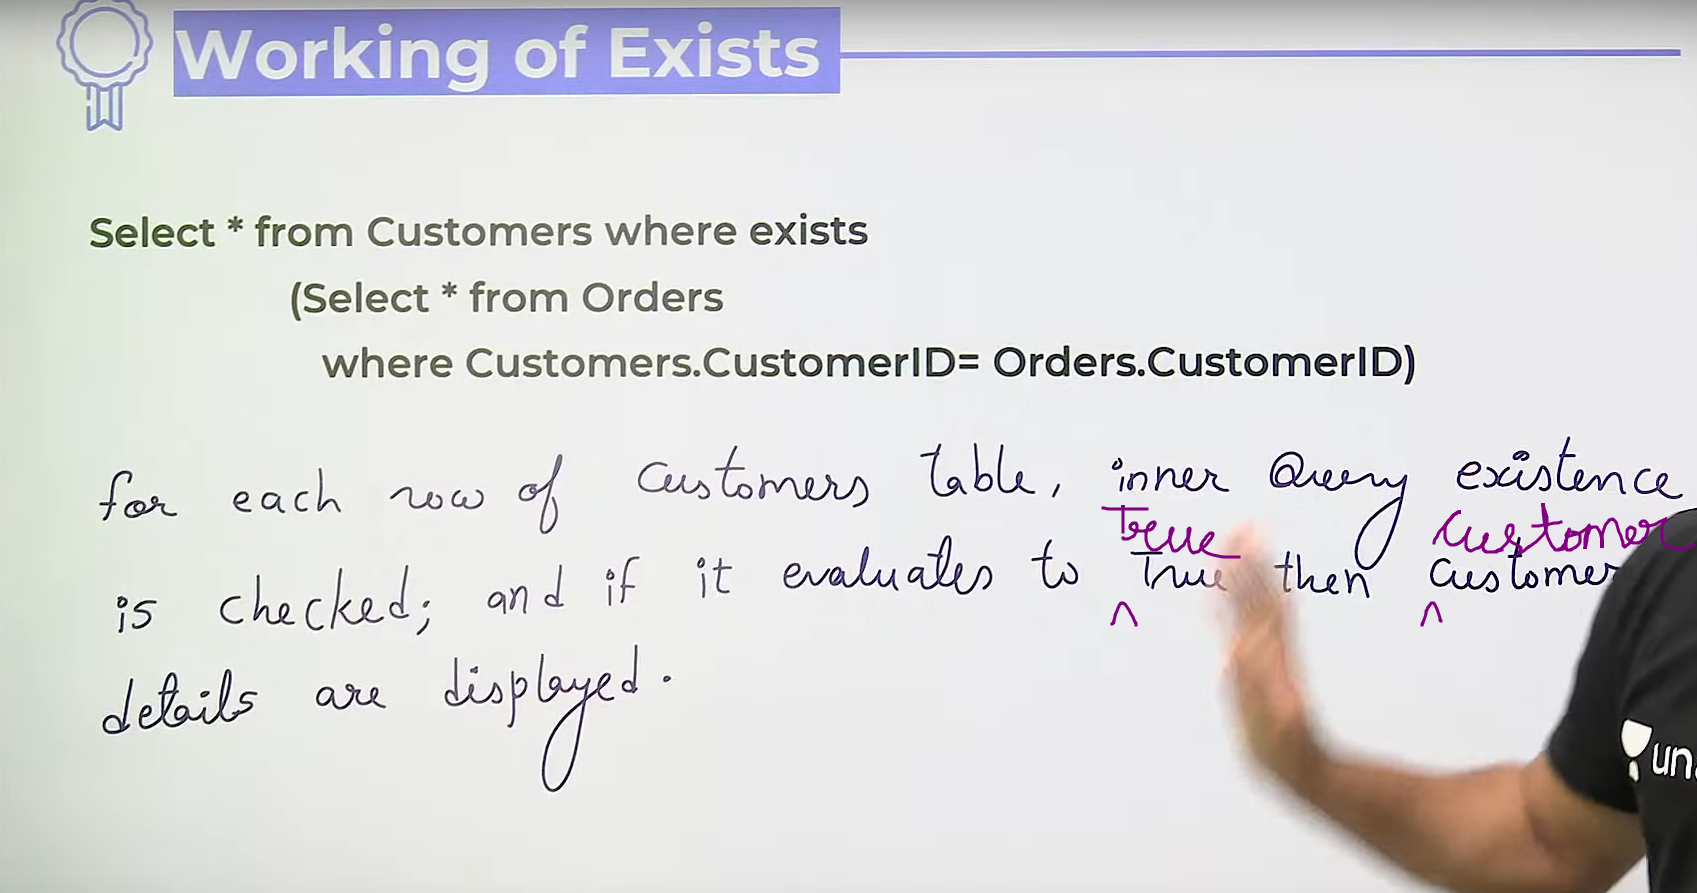 Working of Exists
Select * from Customers where exists
(Select * from Orders
where Customers.CustomerID= Orders.CustomerID)
for each row of customers table, inner Query existence
True customer
is checked; and if it evaluates to True then customer
^ ^
details are displayed.
un